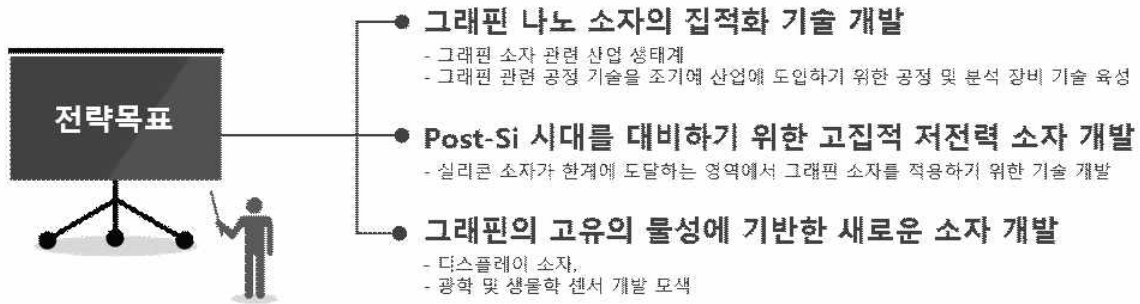 전략목표
그래핀 나노 소자의 집적화 기술 개발
- 그래핀 소자 관련 산업 생태계
- 그래핀 관련 공정 기술을 조기에 산업에 도입하기 위한 공정 및 분석 장비 기술 육성
Post-Si 시대를 대비하기 위한 고집적 저전력 소자 개발
- 실리콘 소자가 한계에 도달하는 영역에서 그래핀 소자를 적용하기 위한 기술 개발
그래핀의 고유의 물성에 기반한 새로운 소자 개발
- 디스플레이 소자,
- 광학 및 생물학 센서 개발 모색